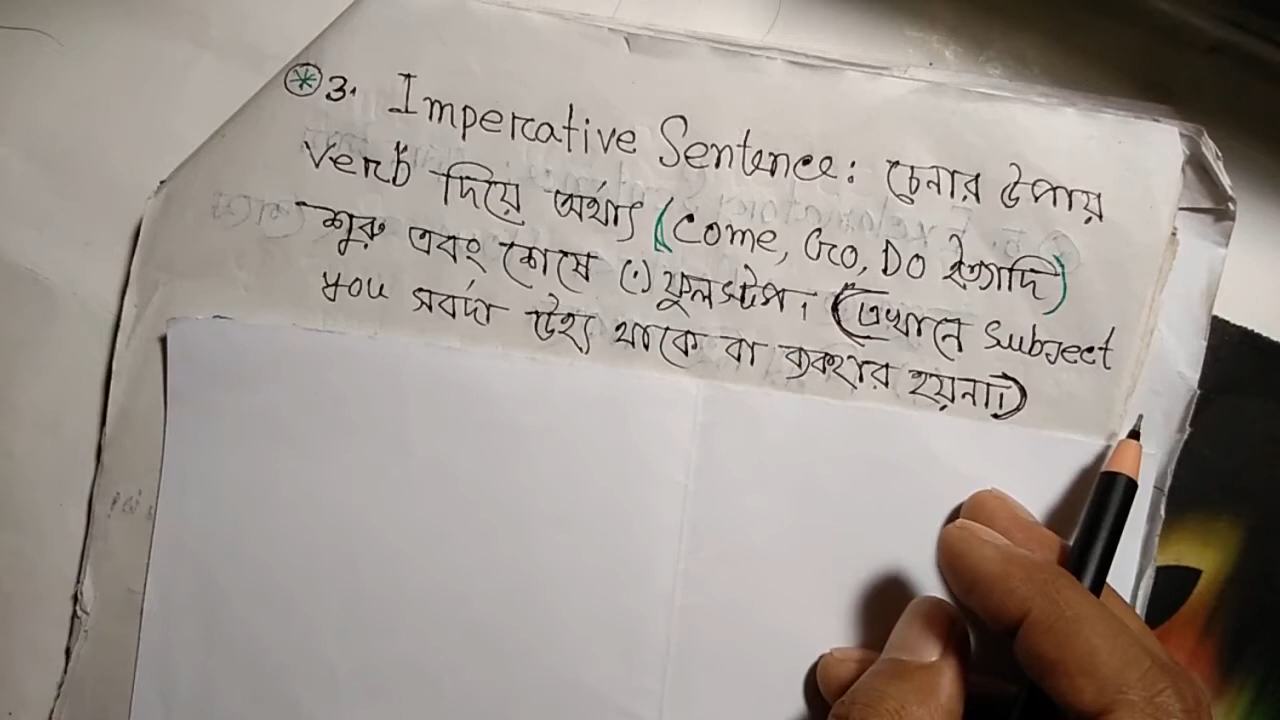 3. Imperative Sentence: চেনার উপায়
Verb দিয়ে অর্থাৎ (Come, Go, Do ইত্যাদি)
শুরু এবং শেষে (.) ফুলস্টপ। (এখানে Subject
you সর্বদা উহ্য থাকে বা ব্যবহার হয়না।)